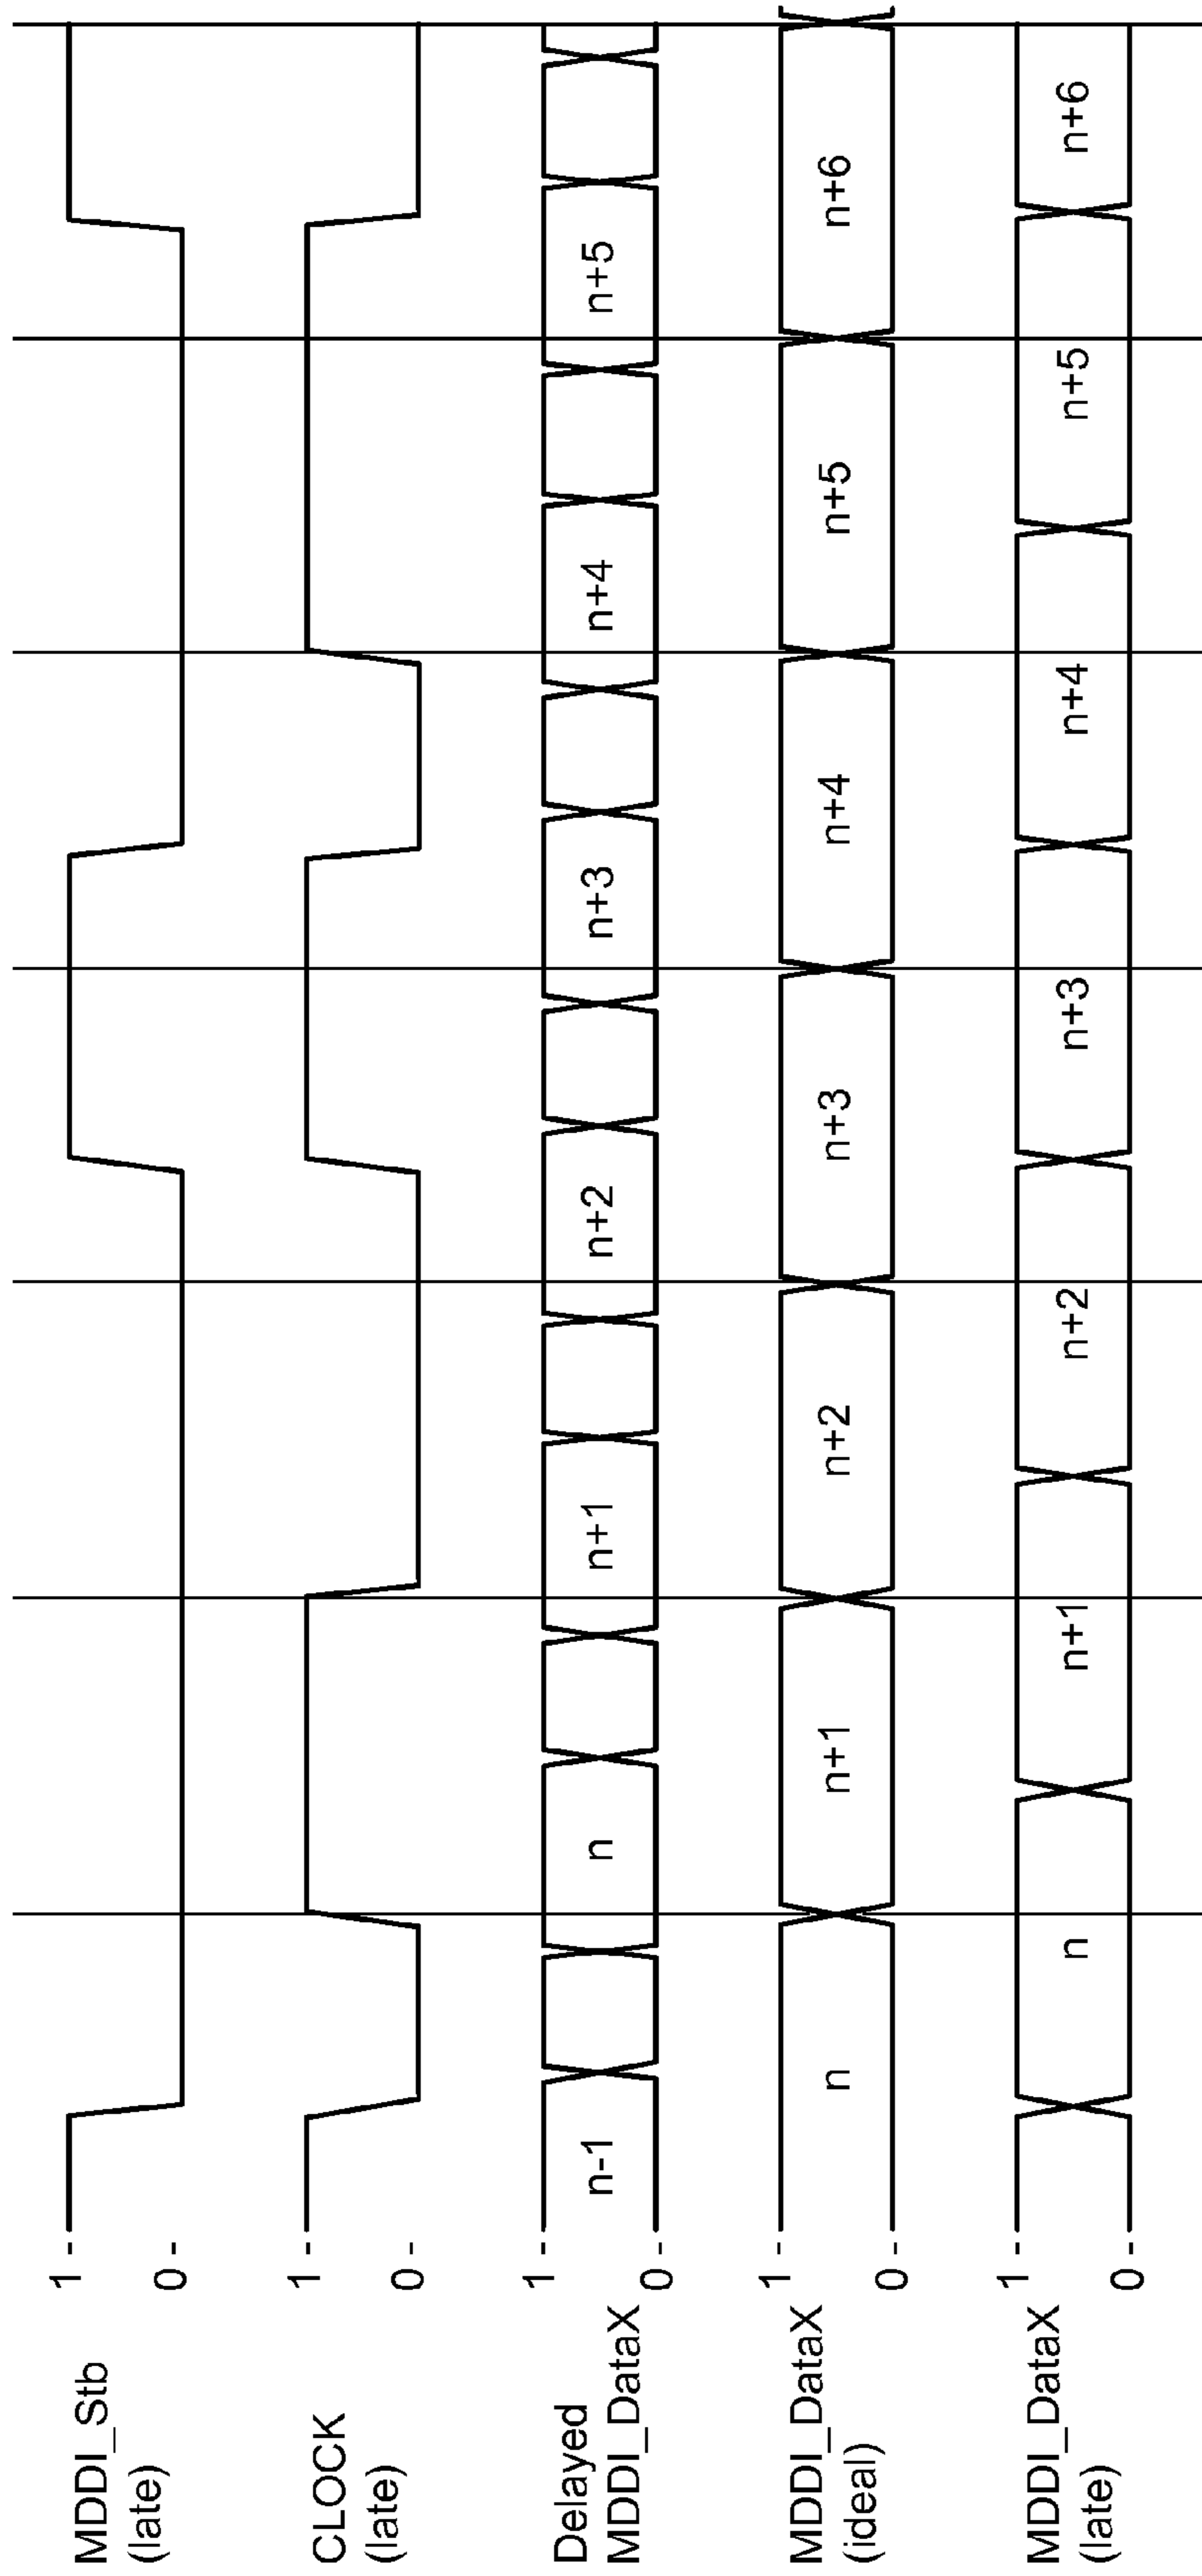 MDDI_Stb
(late)
1 -
0 -
CLOCK
(late)
1 -
0 -
Delayed
MDDI_DataX
1 -
0 -
n-1
n
n+1
n+2
n+3
n+4
n+5
MDDI_DataX
(ideal)
1 -
0 -
n
n+1
n+2
n+3
n+4
n+5
n+6
MDDI_DataX
(late)
1 -
0 -
n
n+1
n+2
n+3
n+4
n+5
n+6